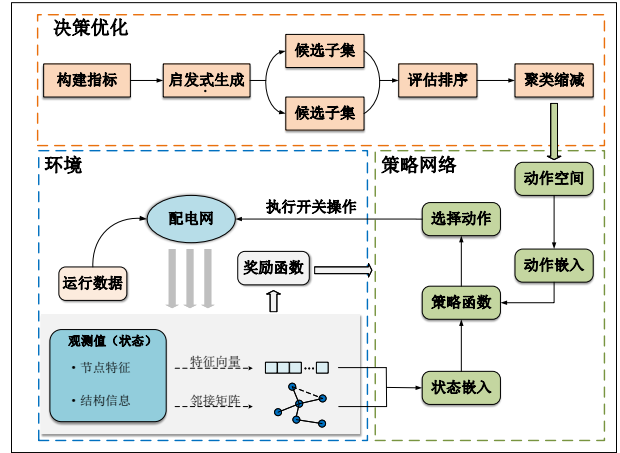 决策优化
构建指标
启发式生成
候选子集
候选子集
评估排序
聚类缩减
环境
策略网络
配电网
执行开关操作
选择动作
动作空间
运行数据
奖励函数
动作嵌入
策略函数
观测值（状态）
·节点特征
特征向量
·结构信息
邻接矩阵
状态嵌入